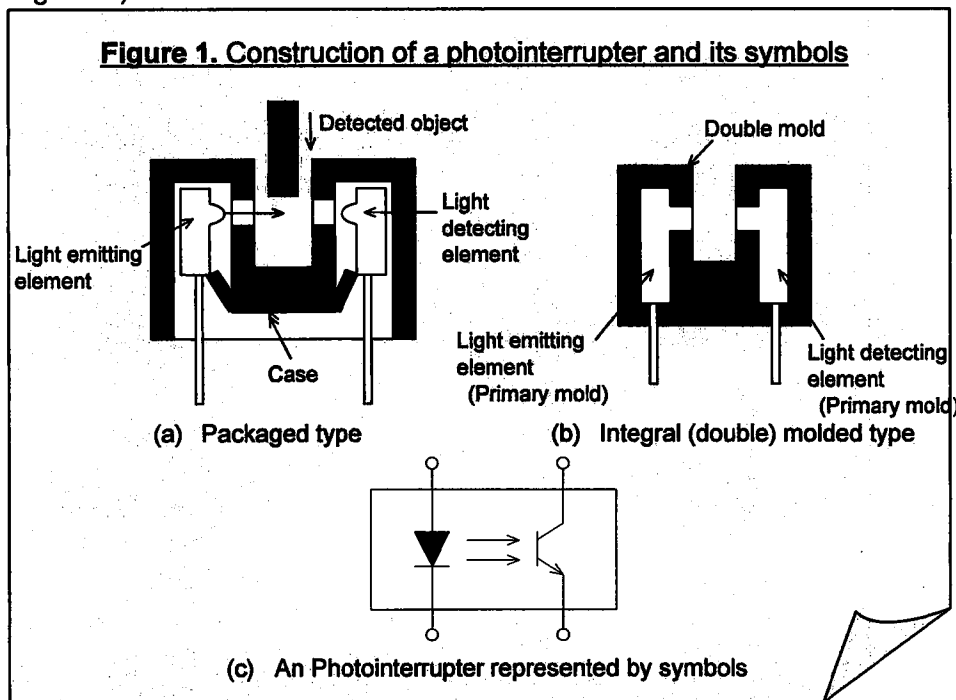 Figure 1. Construction of a photointerrupter and its symbols
Detected object
Light emitting
element
Light
detecting
element
Case
(a) Packaged type
Double mold
Light emitting
element
(Primary mold)
Light detecting
element
(Primary mold)
(b) Integral (double) molded type
(c) An Photointerrupter represented by symbols